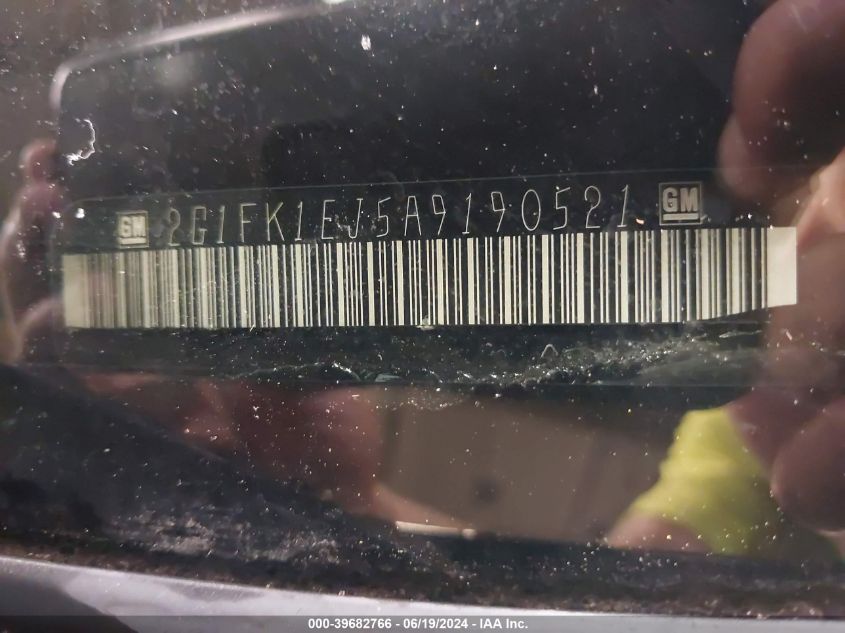 GM 2G1FK1EJ5A9190521 GM
000-39682766 - 06/19/2024 - IAA Inc.